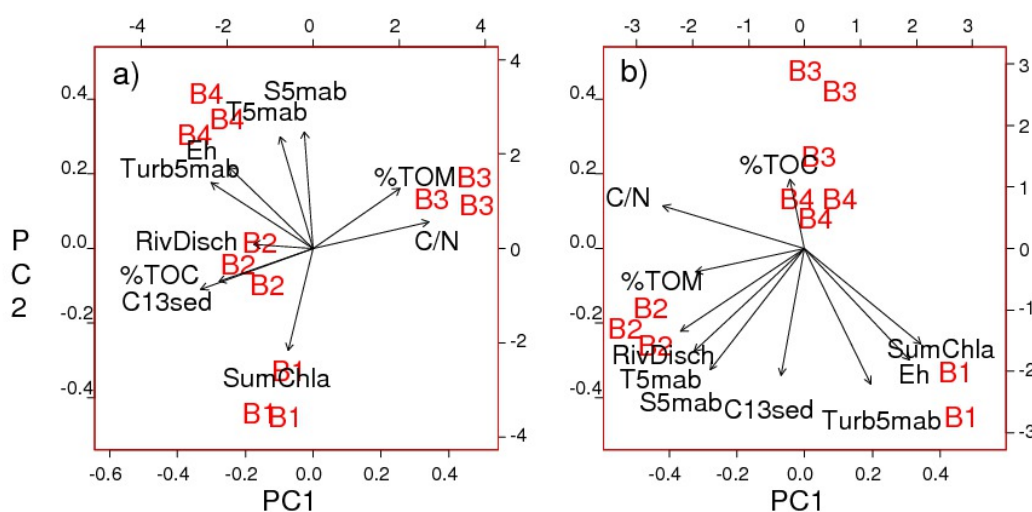 -4 -2 0 2 4
-3 -2 -1 0 1 2 3
a)
b)
B4
S5mab
B4
T5mab
B4
Eh
Turb5mab
%TOM
B3
B3
B3
C/N
RivDisch
B2
B2
%TOC
B2
C13sed
B1
SumChla
B1
B1
0.4
0.2
0.0
-0.2
-0.4
4
2
0
-2
-4
PC2
-0.6 -0.4 -0.2 0.0 0.2 0.4
PC1
B3
B3
B3
%TOC
C/N
B4
B4
B4
%TOM
B2
B2
B2
RivDisch
T5mab
S5mab
C13sed
SumChla
Eh
B1
Turb5mab
B1
0.4
0.2
0.0
-0.2
-0.4
3
2
1
0
-1
-2
-3
-0.4 -0.2 0.0 0.2 0.4
PC1